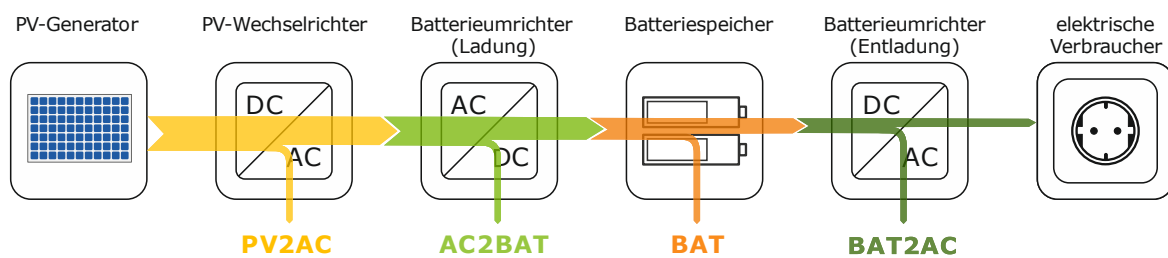 PV-Generator
PV-Wechselrichter
Batterieumrichter
(Ladung)
Batteriespeicher
Batterieumrichter
(Entladung)
elektrische
Verbraucher
DC
AC
AC
DC
DC
AC
PV2AC
AC2BAT
BAT
BAT2AC